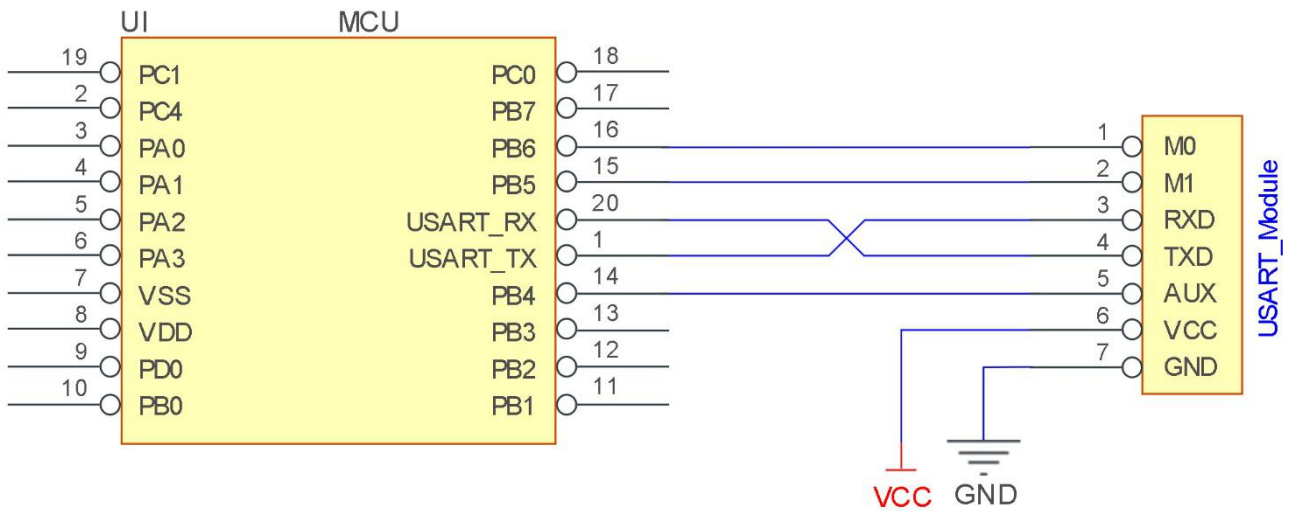 UI MCU
19 PC1 PC0 18
2 PC4 PB7 17
3 PA0 PB6 16 1 M0
4 PA1 PB5 15 2 M1
5 PA2 USART_RX 20 3 RXD
6 PA3 USART_TX 1 4 TXD
7 VSS PB4 14 5 AUX
8 VDD PB3 13 6 VCC
9 PD0 PB2 12 7 GND
10 PB0 PB1 11
USART_Module
VCC GND